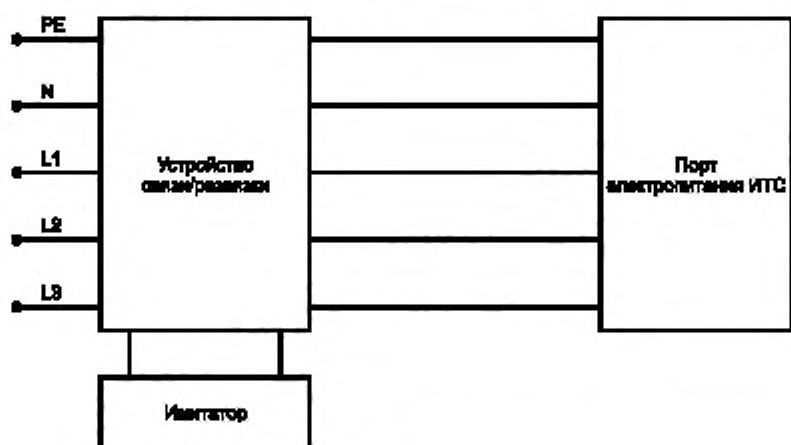 PE
N
L1
L2
L3
Устройство
связи/развязки
Порт
электропитания ИТС
Имитатор